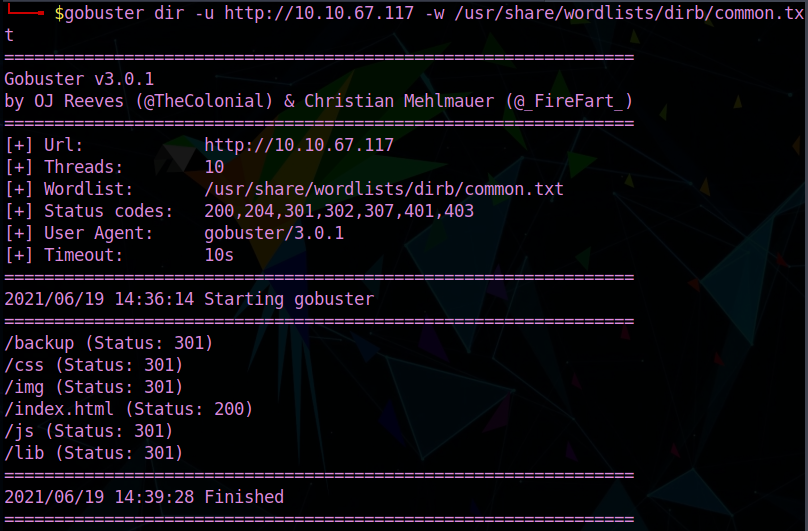 $gobuster dir -u http://10.10.67.117 -w /usr/share/wordlists/dirb/common.tx
t
===============================================================
Gobuster v3.0.1
by OJ Reeves (@TheColonial) & Christian Mehlmauer (@_FireFart_)
===============================================================
[+] Url:            http://10.10.67.117
[+] Threads:        10
[+] Wordlist:       /usr/share/wordlists/dirb/common.txt
[+] Status codes:   200,204,301,302,307,401,403
[+] User Agent:     gobuster/3.0.1
[+] Timeout:        10s
===============================================================
2021/06/19 14:36:14 Starting gobuster
===============================================================
/backup (Status: 301)
/css (Status: 301)
/img (Status: 301)
/index.html (Status: 200)
/js (Status: 301)
/lib (Status: 301)
===============================================================
2021/06/19 14:39:28 Finished
===============================================================